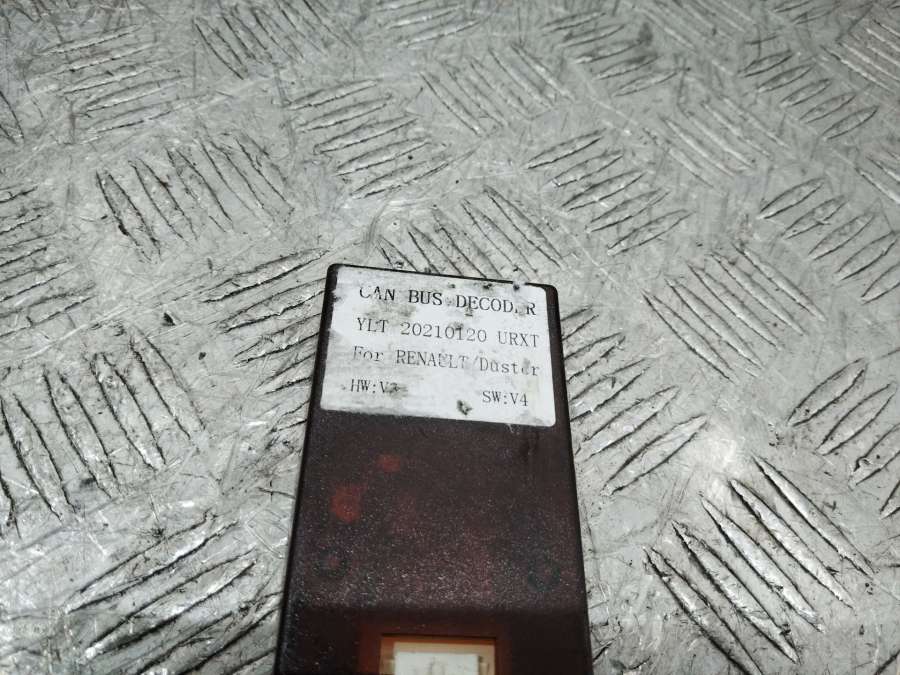 CAN BUS DECODER
YLT 20210120 URXT
For RENAULT/Duster
HW:V3 SW:V4